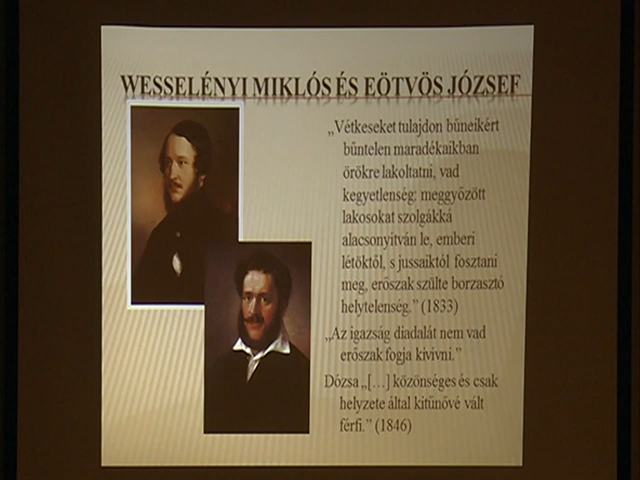 WESSELÉNYI MIKLÓS ÉS EÖTVÖS JÓZSEF
„Vétkeseket tulajdon bűneikért
bűntelen maradékaikban
örökre lakoltatni, vad
kegyetlenség: meggyőzött
lakosokat szolgákká
alacsonyitván le, emberi
létöktől, s jussaiktól fosztani
meg, erőszak szülte borzasztó
helytelenség.” (1833)
„Az igazság diadalát nem vad
erőszak fogja kivívni.”
Dózsa „[…] közönséges és csak
helyzete által kitűnővé vált
férfi.” (1846)